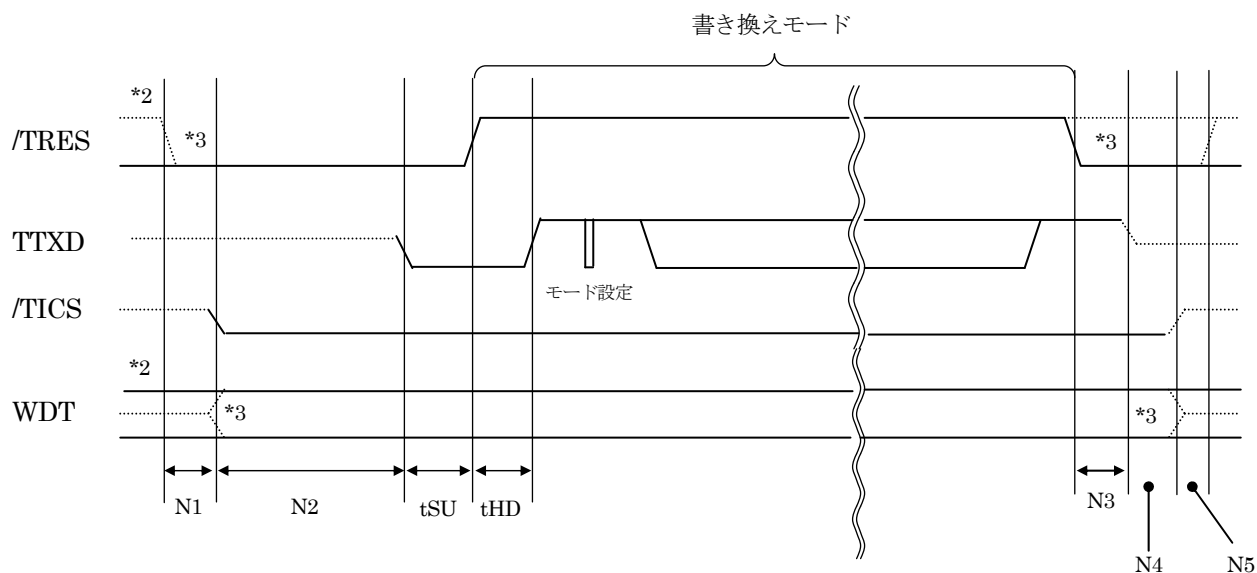 書き換えモード
*2
*3
*3
/TRES
TTXD
モード設定
/TICS
*2
WDT
*3
*3
N1
N2
tSU
tHD
N3
N4
N5